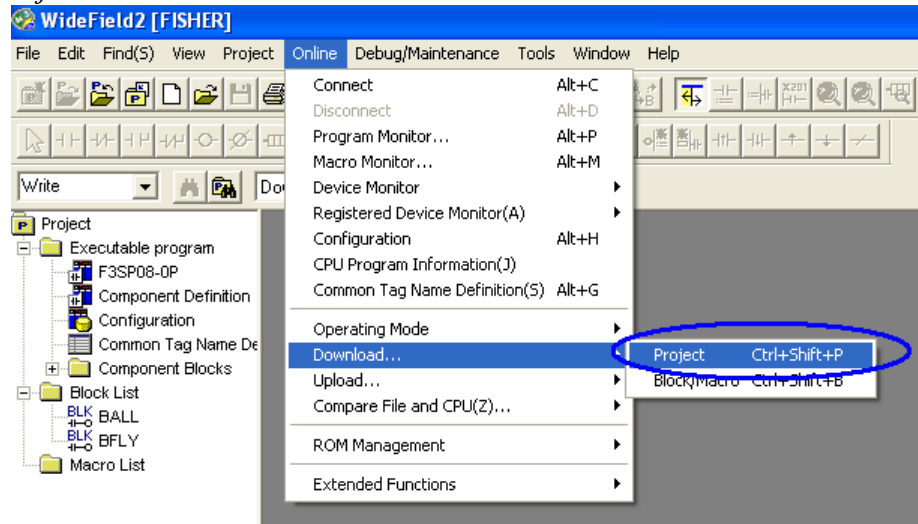 WideField2 [FISHER]
File Edit Find(S) View Project Online Debug/Maintenance Tools Window Help
Connect Alt+C
Disconnect Alt+D
Program Monitor... Alt+P
Macro Monitor... Alt+M
Write
Device Monitor
Project
Registered Device Monitor(A)
Executable program
Configuration Alt+H
F3SP08-0P
CPU Program Information(J)
Component Definition
Common Tag Name Definition(S) Alt+G
Configuration
Operating Mode
Common Tag Name De
Download...
Project Ctrl+Shift+P
Component Blocks
Upload...
Block/Macro Ctrl+Shift+B
Block List
Compare File and CPU(Z)...
BLK BALL
BLK BFLY
ROM Management
Macro List
Extended Functions